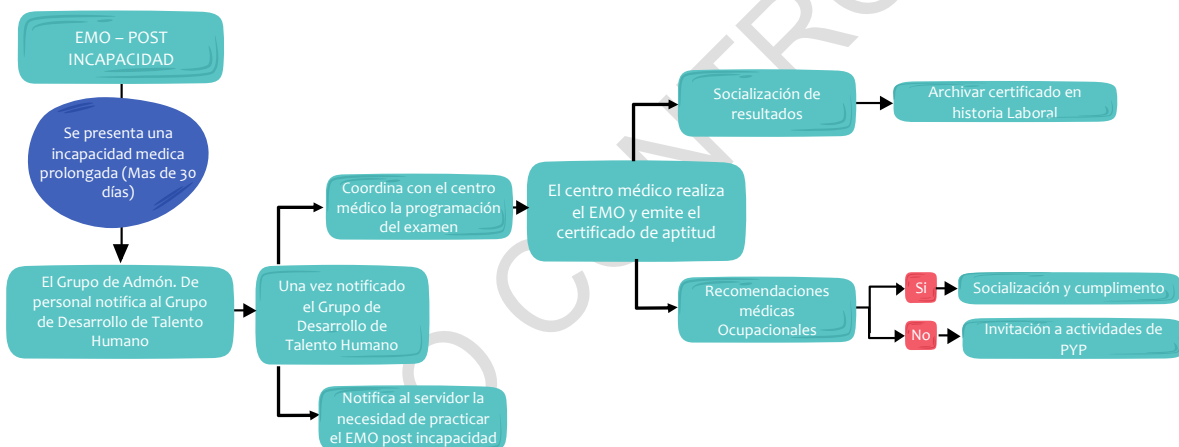 EMO – POST
INCAPACIDAD
Se presenta una
incapacidad medica
prolongada (Mas de 30
días)
El Grupo de Admón. De
personal notifica al Grupo
de Desarrollo de Talento
Humano
Una vez notificado
el Grupo de
Desarrollo de
Talento Humano
Coordina con el centro
médico la programación
del examen
Notifica al servidor la
necesidad de practicar
el EMO post incapacidad
El centro médico realiza
el EMO y emite el
certificado de aptitud
Socialización de
resultados
Archivar certificado en
historia Laboral
Recomendaciones
médicas
Ocupacionales
Si
Socialización y cumplimento
No
Invitación a actividades de
PYP